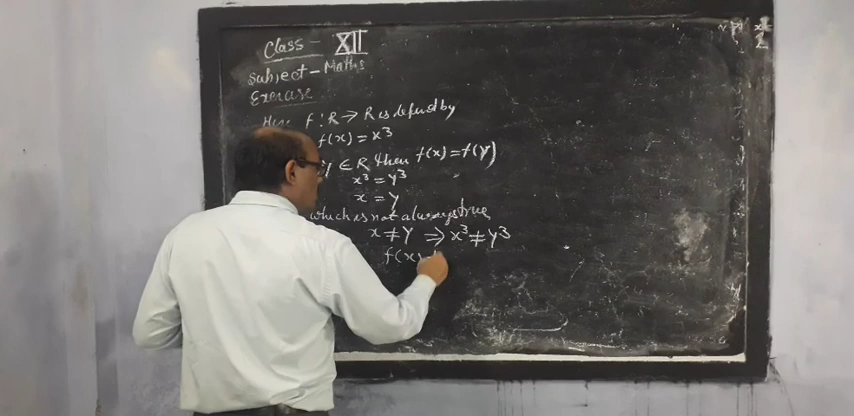 Class - XII
Subject - Maths
Exercise
Here f : R → R is defined by
f(x) = x³
y ∈ R then f(x) = f(y)
x³ = y³
x = y
which is not always true
x ≠ y ⇒ x³ ≠ y³
f(x)